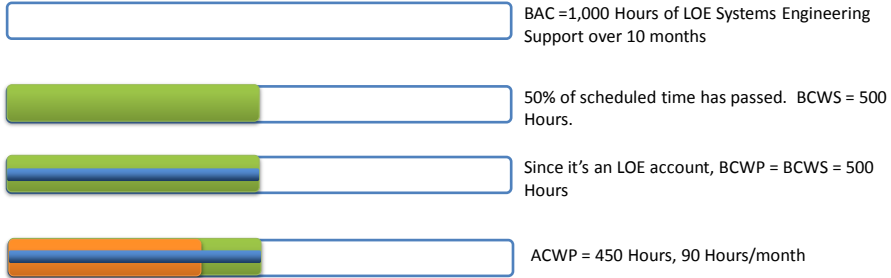 BAC =1,000 Hours of LOE Systems Engineering
Support over 10 months
50% of scheduled time has passed.  BCWS = 500
Hours.
Since it’s an LOE account, BCWP = BCWS = 500
Hours
ACWP = 450 Hours, 90 Hours/month